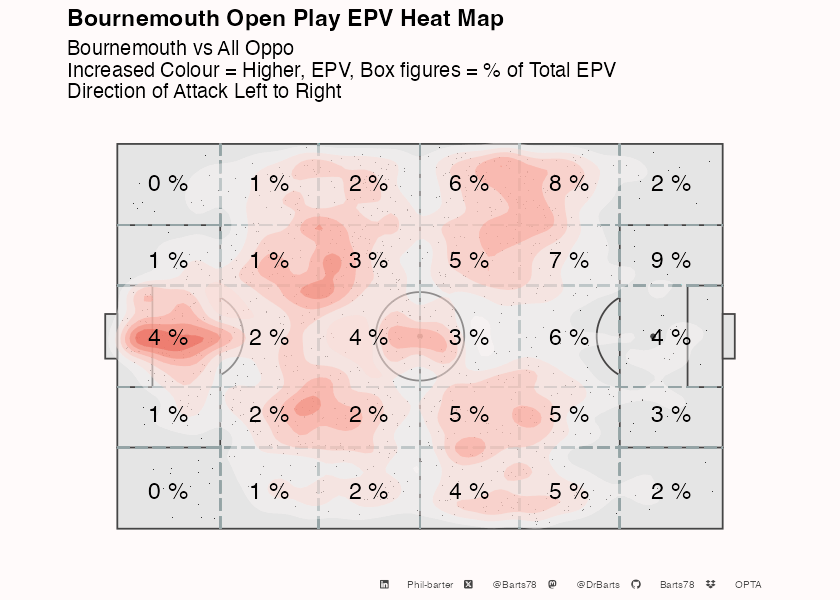 Bournemouth Open Play EPV Heat Map
Bournemouth vs All Oppo
Increased Colour = Higher, EPV, Box figures = % of Total EPV
Direction of Attack Left to Right
0 % 1 % 2 % 6 % 8 % 2 %
1 % 1 % 3 % 5 % 7 % 9 %
4 % 2 % 4 % 3 % 6 % 4 %
1 % 2 % 2 % 5 % 5 % 3 %
0 % 1 % 2 % 4 % 5 % 2 %
Phil-barter @Barts78 @DrBarts Barts78 OPTA